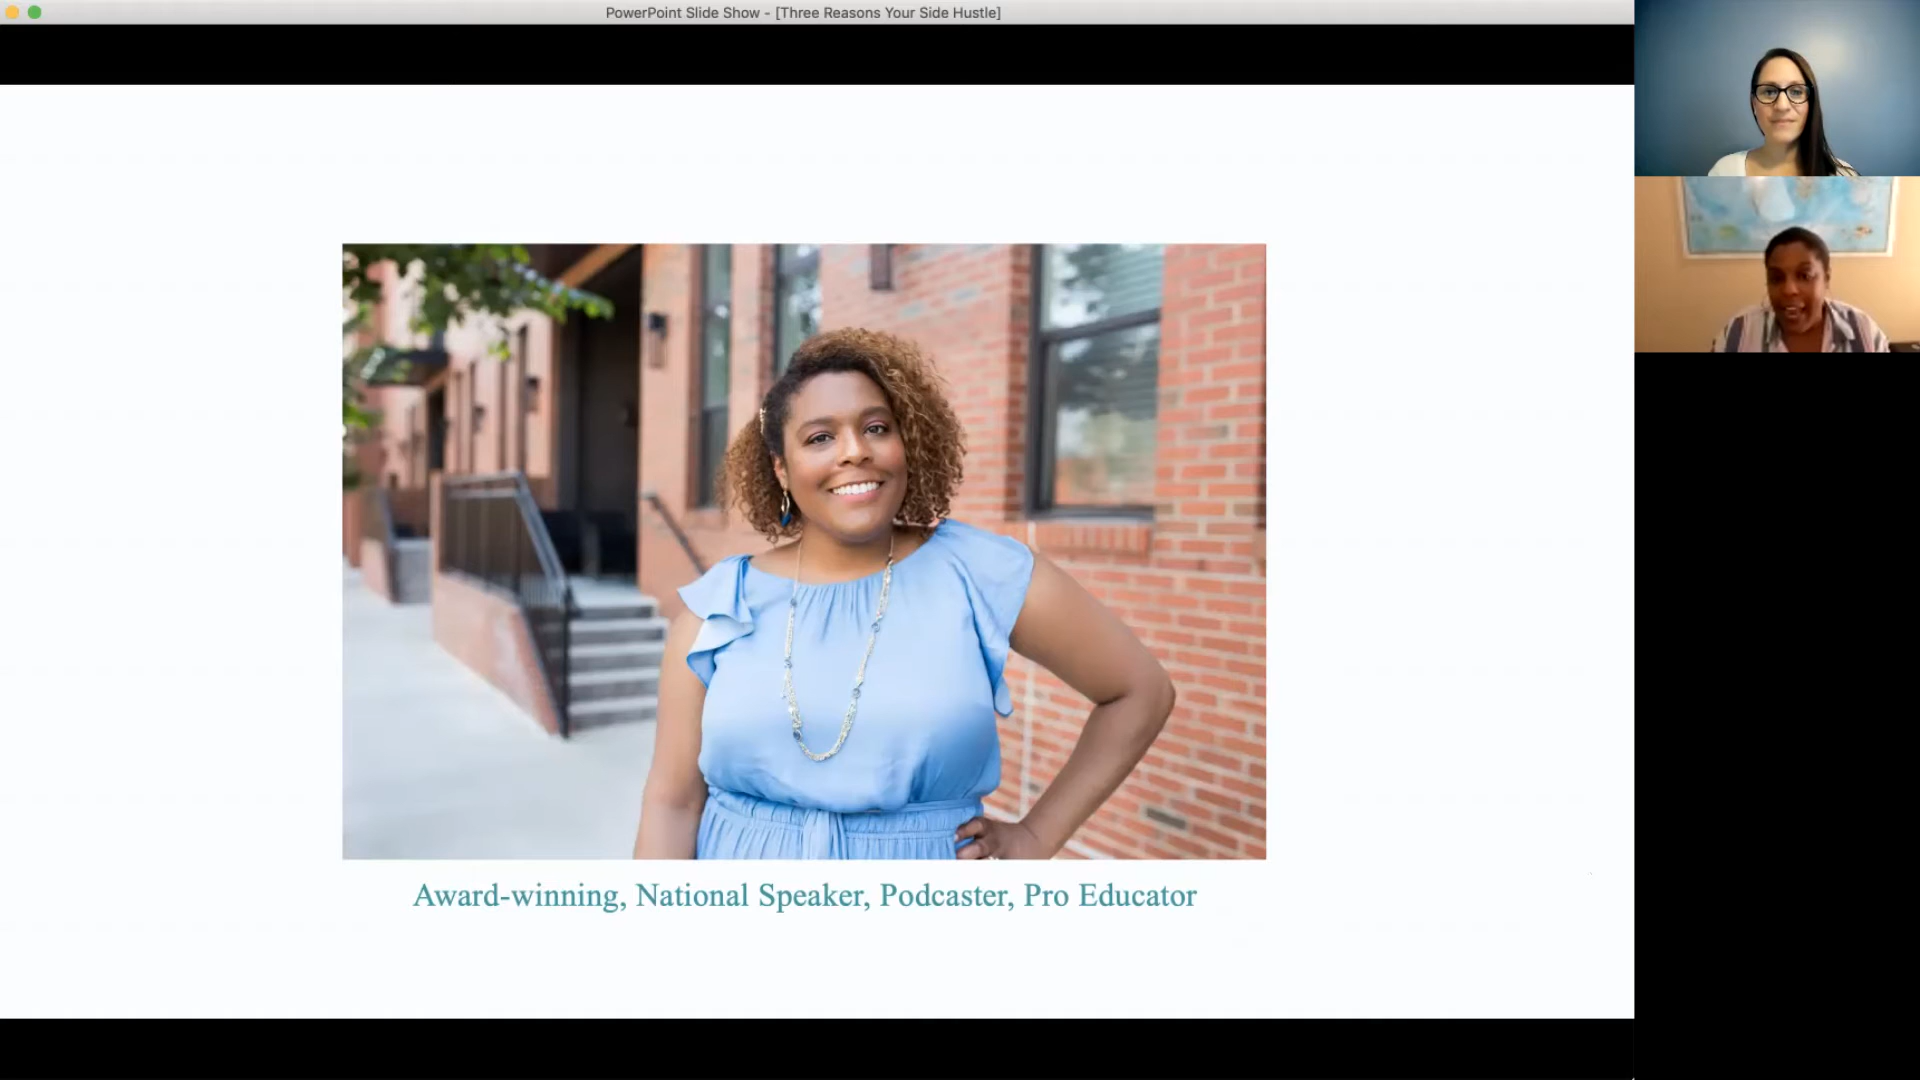 PowerPoint Slide Show - [Three Reasons Your Side Hustle]
Award-winning, National Speaker, Podcaster, Pro Educator